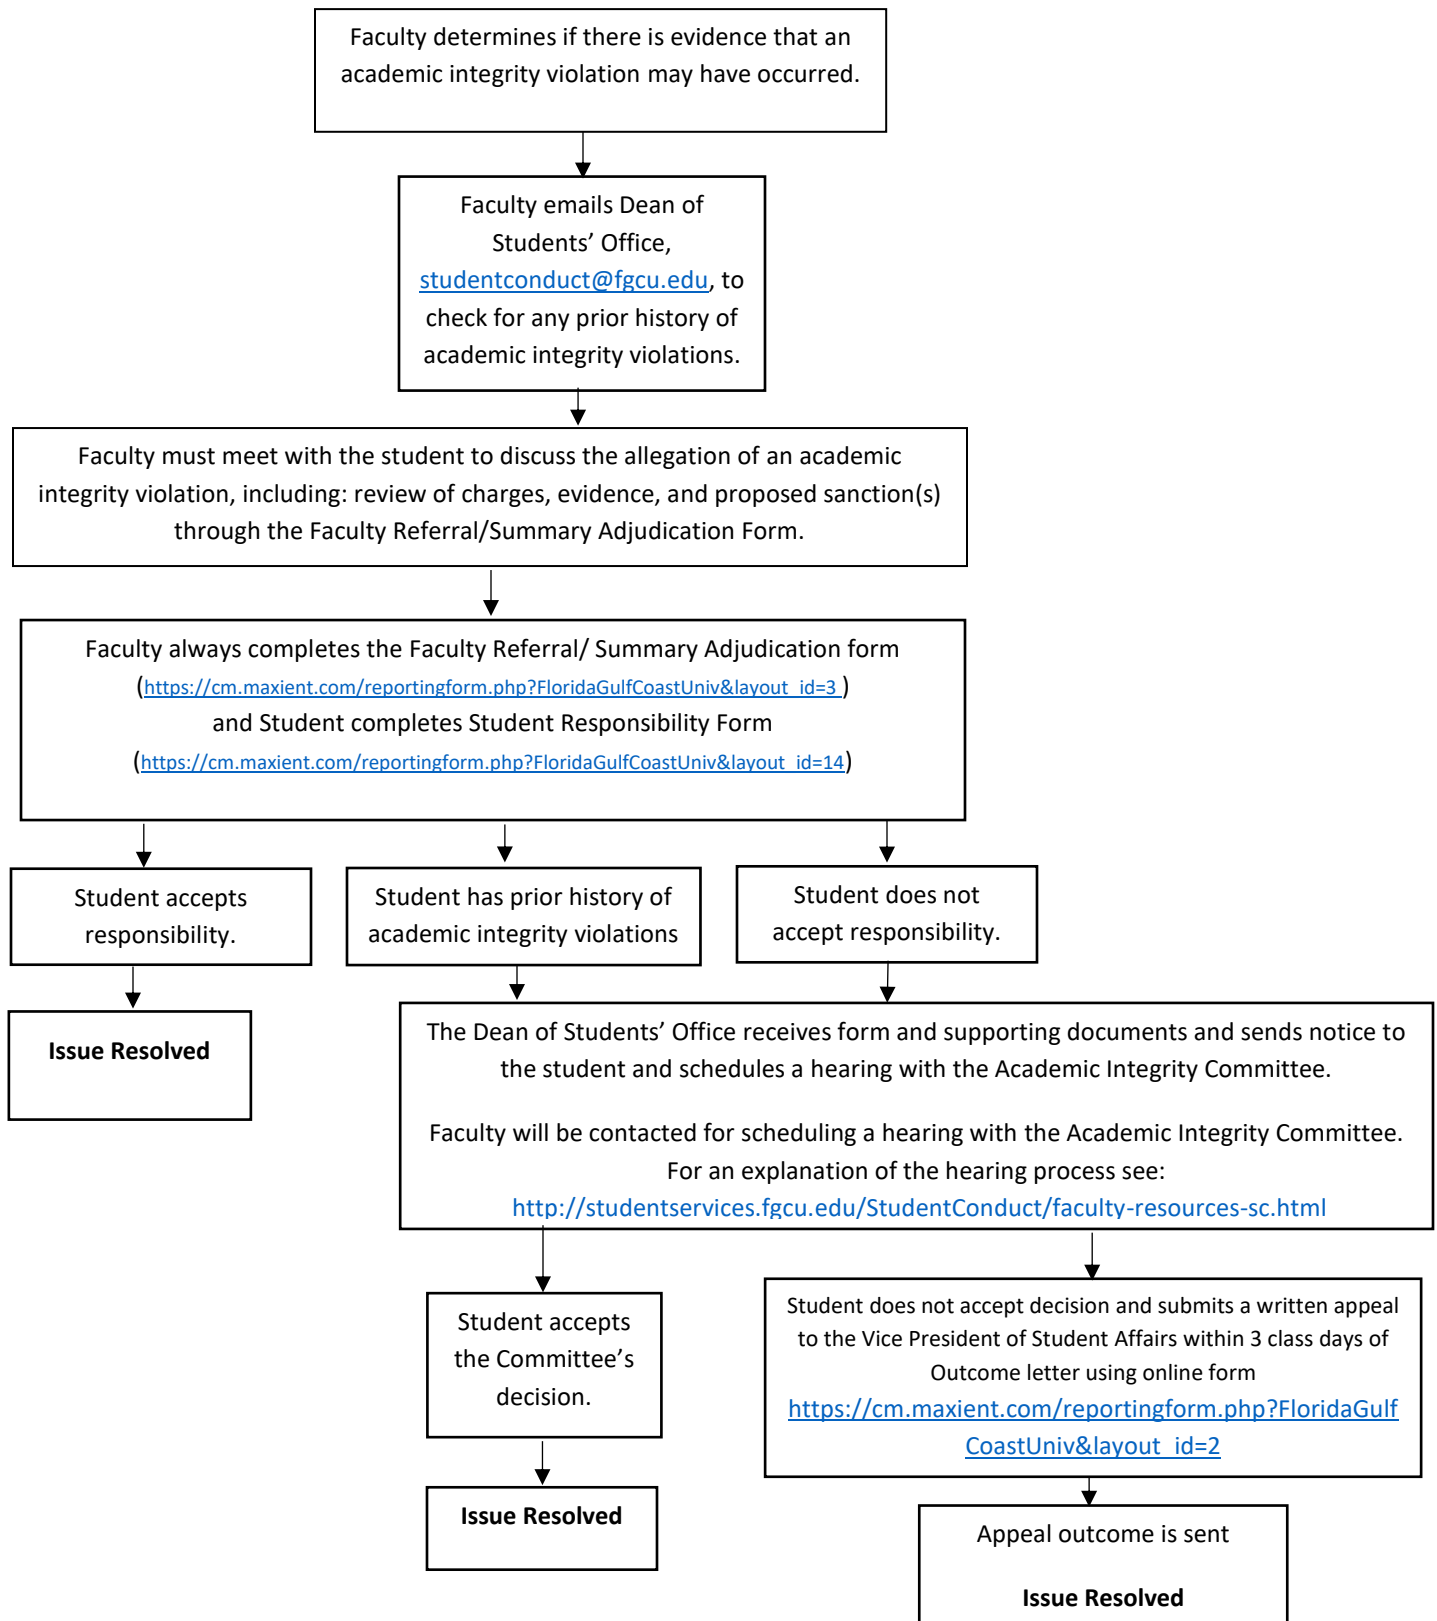 Faculty determines if there is evidence that an
academic integrity violation may have occurred.
Faculty emails Dean of
Students’ Office,
studentconduct@fgcu.edu, to
check for any prior history of
academic integrity violations.
Faculty must meet with the student to discuss the allegation of an academic
integrity violation, including: review of charges, evidence, and proposed sanction(s)
through the Faculty Referral/Summary Adjudication Form.
Faculty always completes the Faculty Referral/ Summary Adjudication form
(https://cm.maxient.com/reportingform.php?FloridaGulfCoastUniv&layout_id=3 )
and Student completes Student Responsibility Form
(https://cm.maxient.com/reportingform.php?FloridaGulfCoastUniv&layout_id=14)
Student accepts
responsibility.
Student has prior history of
academic integrity violations
Student does not
accept responsibility.
Issue Resolved
The Dean of Students’ Office receives form and supporting documents and sends notice to
the student and schedules a hearing with the Academic Integrity Committee.
Faculty will be contacted for scheduling a hearing with the Academic Integrity Committee.
For an explanation of the hearing process see:
http://studentservices.fgcu.edu/StudentConduct/faculty-resources-sc.html
Student accepts
the Committee’s
decision.
Student does not accept decision and submits a written appeal
to the Vice President of Student Affairs within 3 class days of
Outcome letter using online form
https://cm.maxient.com/reportingform.php?FloridaGulf
CoastUniv&layout_id=2
Issue Resolved
Appeal outcome is sent
Issue Resolved